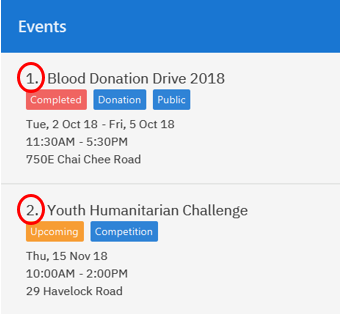 Events
1. Blood Donation Drive 2018
Completed Donation Public
Tue, 2 Oct 18 - Fri, 5 Oct 18
11:30AM - 5:30PM
750E Chai Chee Road
2. Youth Humanitarian Challenge
Upcoming Competition
Thu, 15 Nov 18
10:00AM - 2:00PM
29 Havelock Road